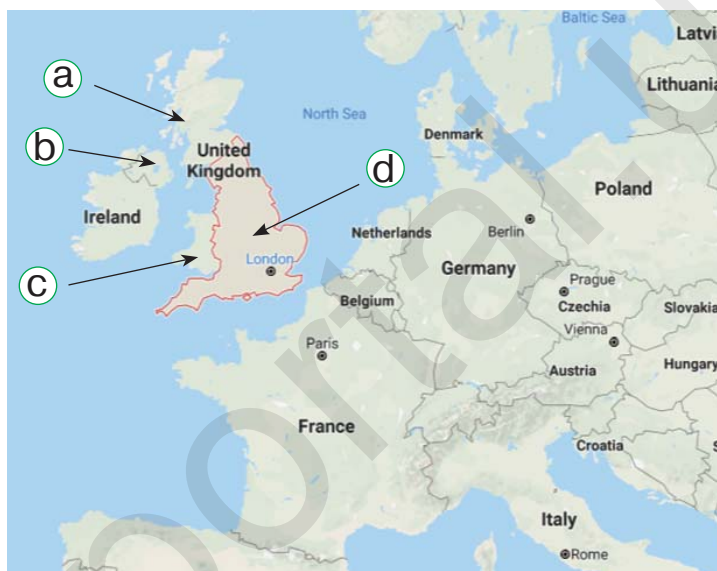 Baltic Sea
Latvi
a
Lithuania
North Sea
b
Denmark
United
Kingdom
d
Poland
Ireland
Netherlands
Berlin
c
London
Germany
Belgium
Prague
Czechia
Slovakia
Vienna
Paris
Austria
Hungary
France
Croatia
Italy
Rome